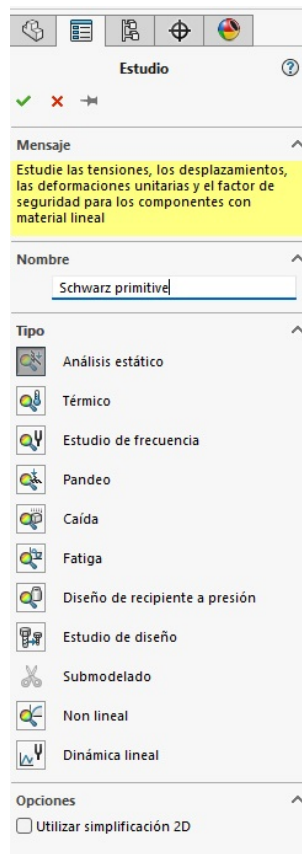 Estudio
Mensaje
Estudie las tensiones, los desplazamientos,
las deformaciones unitarias y el factor de
seguridad para los componentes con
material lineal
Nombre
Schwarz primitive
Tipo
Análisis estático
Térmico
Estudio de frecuencia
Pandeo
Caída
Fatiga
Diseño de recipiente a presión
Estudio de diseño
Submodelado
Non lineal
Dinámica lineal
Opciones
Utilizar simplificación 2D